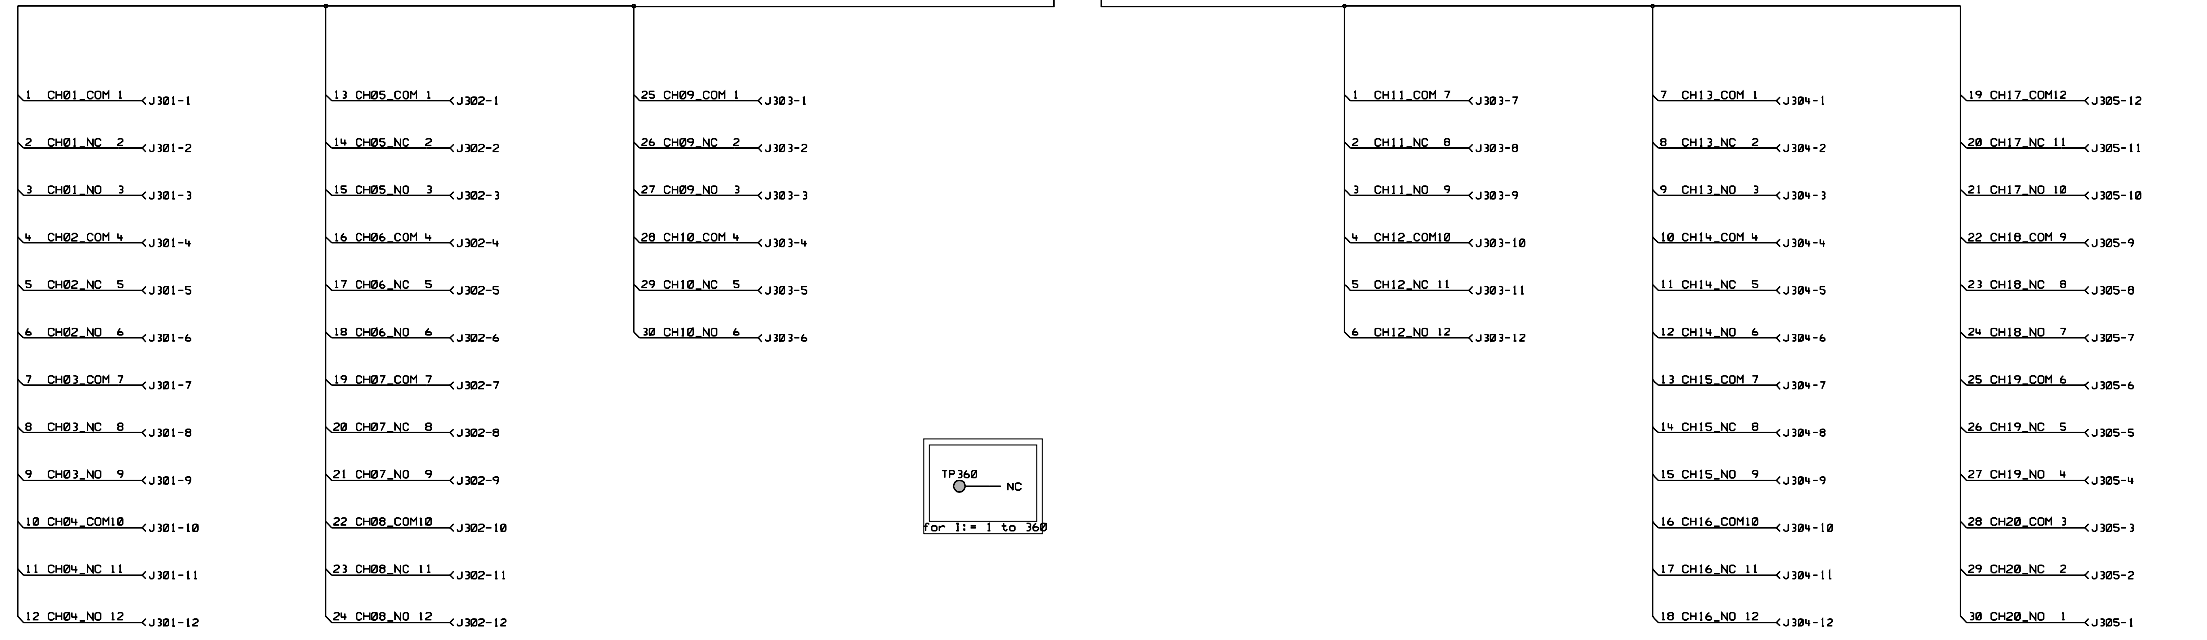 1 CH01_COM 1 J301-1
2 CH01_NC 2 J301-2
3 CH01_NO 3 J301-3
4 CH02_COM 4 J301-4
5 CH02_NC 5 J301-5
6 CH02_NO 6 J301-6
7 CH03_COM 7 J301-7
8 CH03_NC 8 J301-8
9 CH03_NO 9 J301-9
10 CH04_COM10 J301-10
11 CH04_NC 11 J301-11
12 CH04_NO 12 J301-12
13 CH05_COM 1 J302-1
14 CH05_NC 2 J302-2
15 CH05_NO 3 J302-3
16 CH06_COM 4 J302-4
17 CH06_NC 5 J302-5
18 CH06_NO 6 J302-6
19 CH07_COM 7 J302-7
20 CH07_NC 8 J302-8
21 CH07_NO 9 J302-9
22 CH08_COM10 J302-10
23 CH08_NC 11 J302-11
24 CH08_NO 12 J302-12
25 CH09_COM 1 J303-1
26 CH09_NC 2 J303-2
27 CH09_NO 3 J303-3
28 CH10_COM 4 J303-4
29 CH10_NC 5 J303-5
30 CH10_NO 6 J303-6
TP360
NC
for I:= 1 to 360
1 CH11_COM 7 J303-7
2 CH11_NC 8 J303-8
3 CH11_NO 9 J303-9
4 CH12_COM10 J303-10
5 CH12_NC 11 J303-11
6 CH12_NO 12 J303-12
7 CH13_COM 1 J304-1
8 CH13_NC 2 J304-2
9 CH13_NO 3 J304-3
10 CH14_COM 4 J304-4
11 CH14_NC 5 J304-5
12 CH14_NO 6 J304-6
13 CH15_COM 7 J304-7
14 CH15_NC 8 J304-8
15 CH15_NO 9 J304-9
16 CH16_COM10 J304-10
17 CH16_NC 11 J304-11
18 CH16_NO 12 J304-12
19 CH17_COM12 J305-12
20 CH17_NC 11 J305-11
21 CH17_NO 10 J305-10
22 CH18_COM 9 J305-9
23 CH18_NC 8 J305-8
24 CH18_NO 7 J305-7
25 CH19_COM 6 J305-6
26 CH19_NC 5 J305-5
27 CH19_NO 4 J305-4
28 CH20_COM 3 J305-3
29 CH20_NC 2 J305-2
30 CH20_NO 1 J305-1